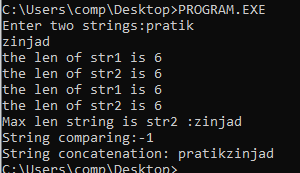 C:\Users\comp\Desktop>PROGRAM.EXE
Enter two strings:pratik
zinjad
the len of str1 is 6
the len of str2 is 6
the len of str1 is 6
the len of str2 is 6
Max len string is str2 :zinjad
String comparing:-1
String concatenation: pratikzinjad
C:\Users\comp\Desktop>